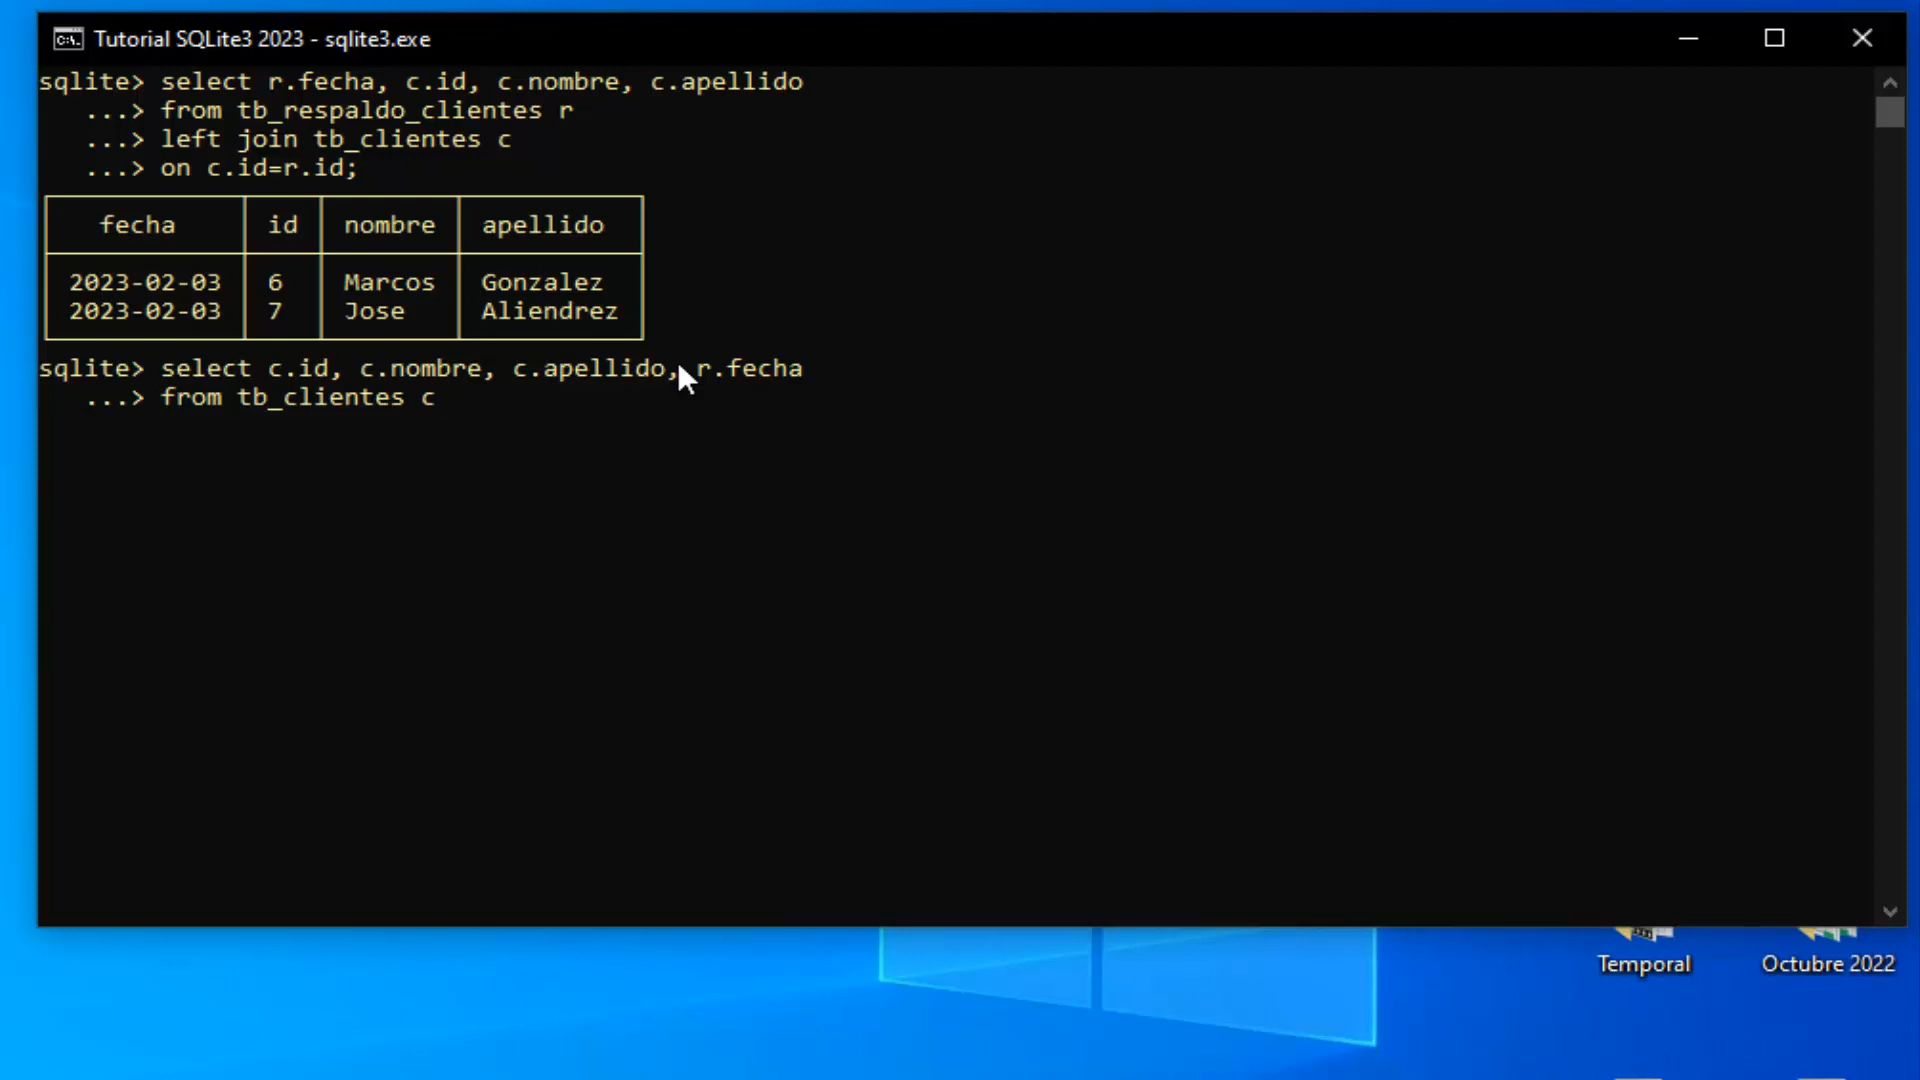 Tutorial SQLite3 2023 - sqlite3.exe
sqlite> select r.fecha, c.id, c.nombre, c.apellido
...> from tb_respaldo_clientes r
...> left join tb_clientes c
...> on c.id=r.id;
fecha id nombre apellido
2023-02-03 6 Marcos Gonzalez
2023-02-03 7 Jose Aliendrez
sqlite> select c.id, c.nombre, c.apellido, r.fecha
...> from tb_clientes c
Temporal Octubre 2022